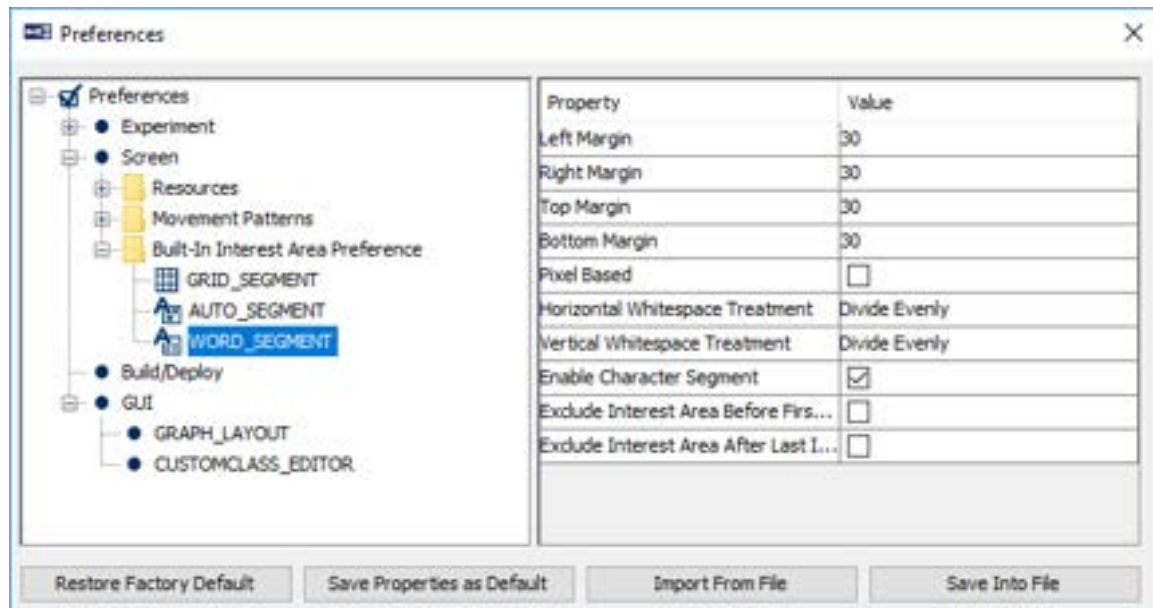 Preferences
Preferences
Experiment
Screen
Resources
Movement Patterns
Built-In Interest Area Preference
GRID_SEGMENT
AUTO_SEGMENT
WORD_SEGMENT
Build/Deploy
GUI
GRAPH_LAYOUT
CUSTOMCLASS_EDITOR
Property Value
Left Margin 30
Right Margin 30
Top Margin 30
Bottom Margin 30
Pixel Based
Horizontal Whitespace Treatment Divide Evenly
Vertical Whitespace Treatment Divide Evenly
Enable Character Segment
Exclude Interest Area Before Firs...
Exclude Interest Area After Last I...
Restore Factory Default Save Properties as Default Import From File Save Into File